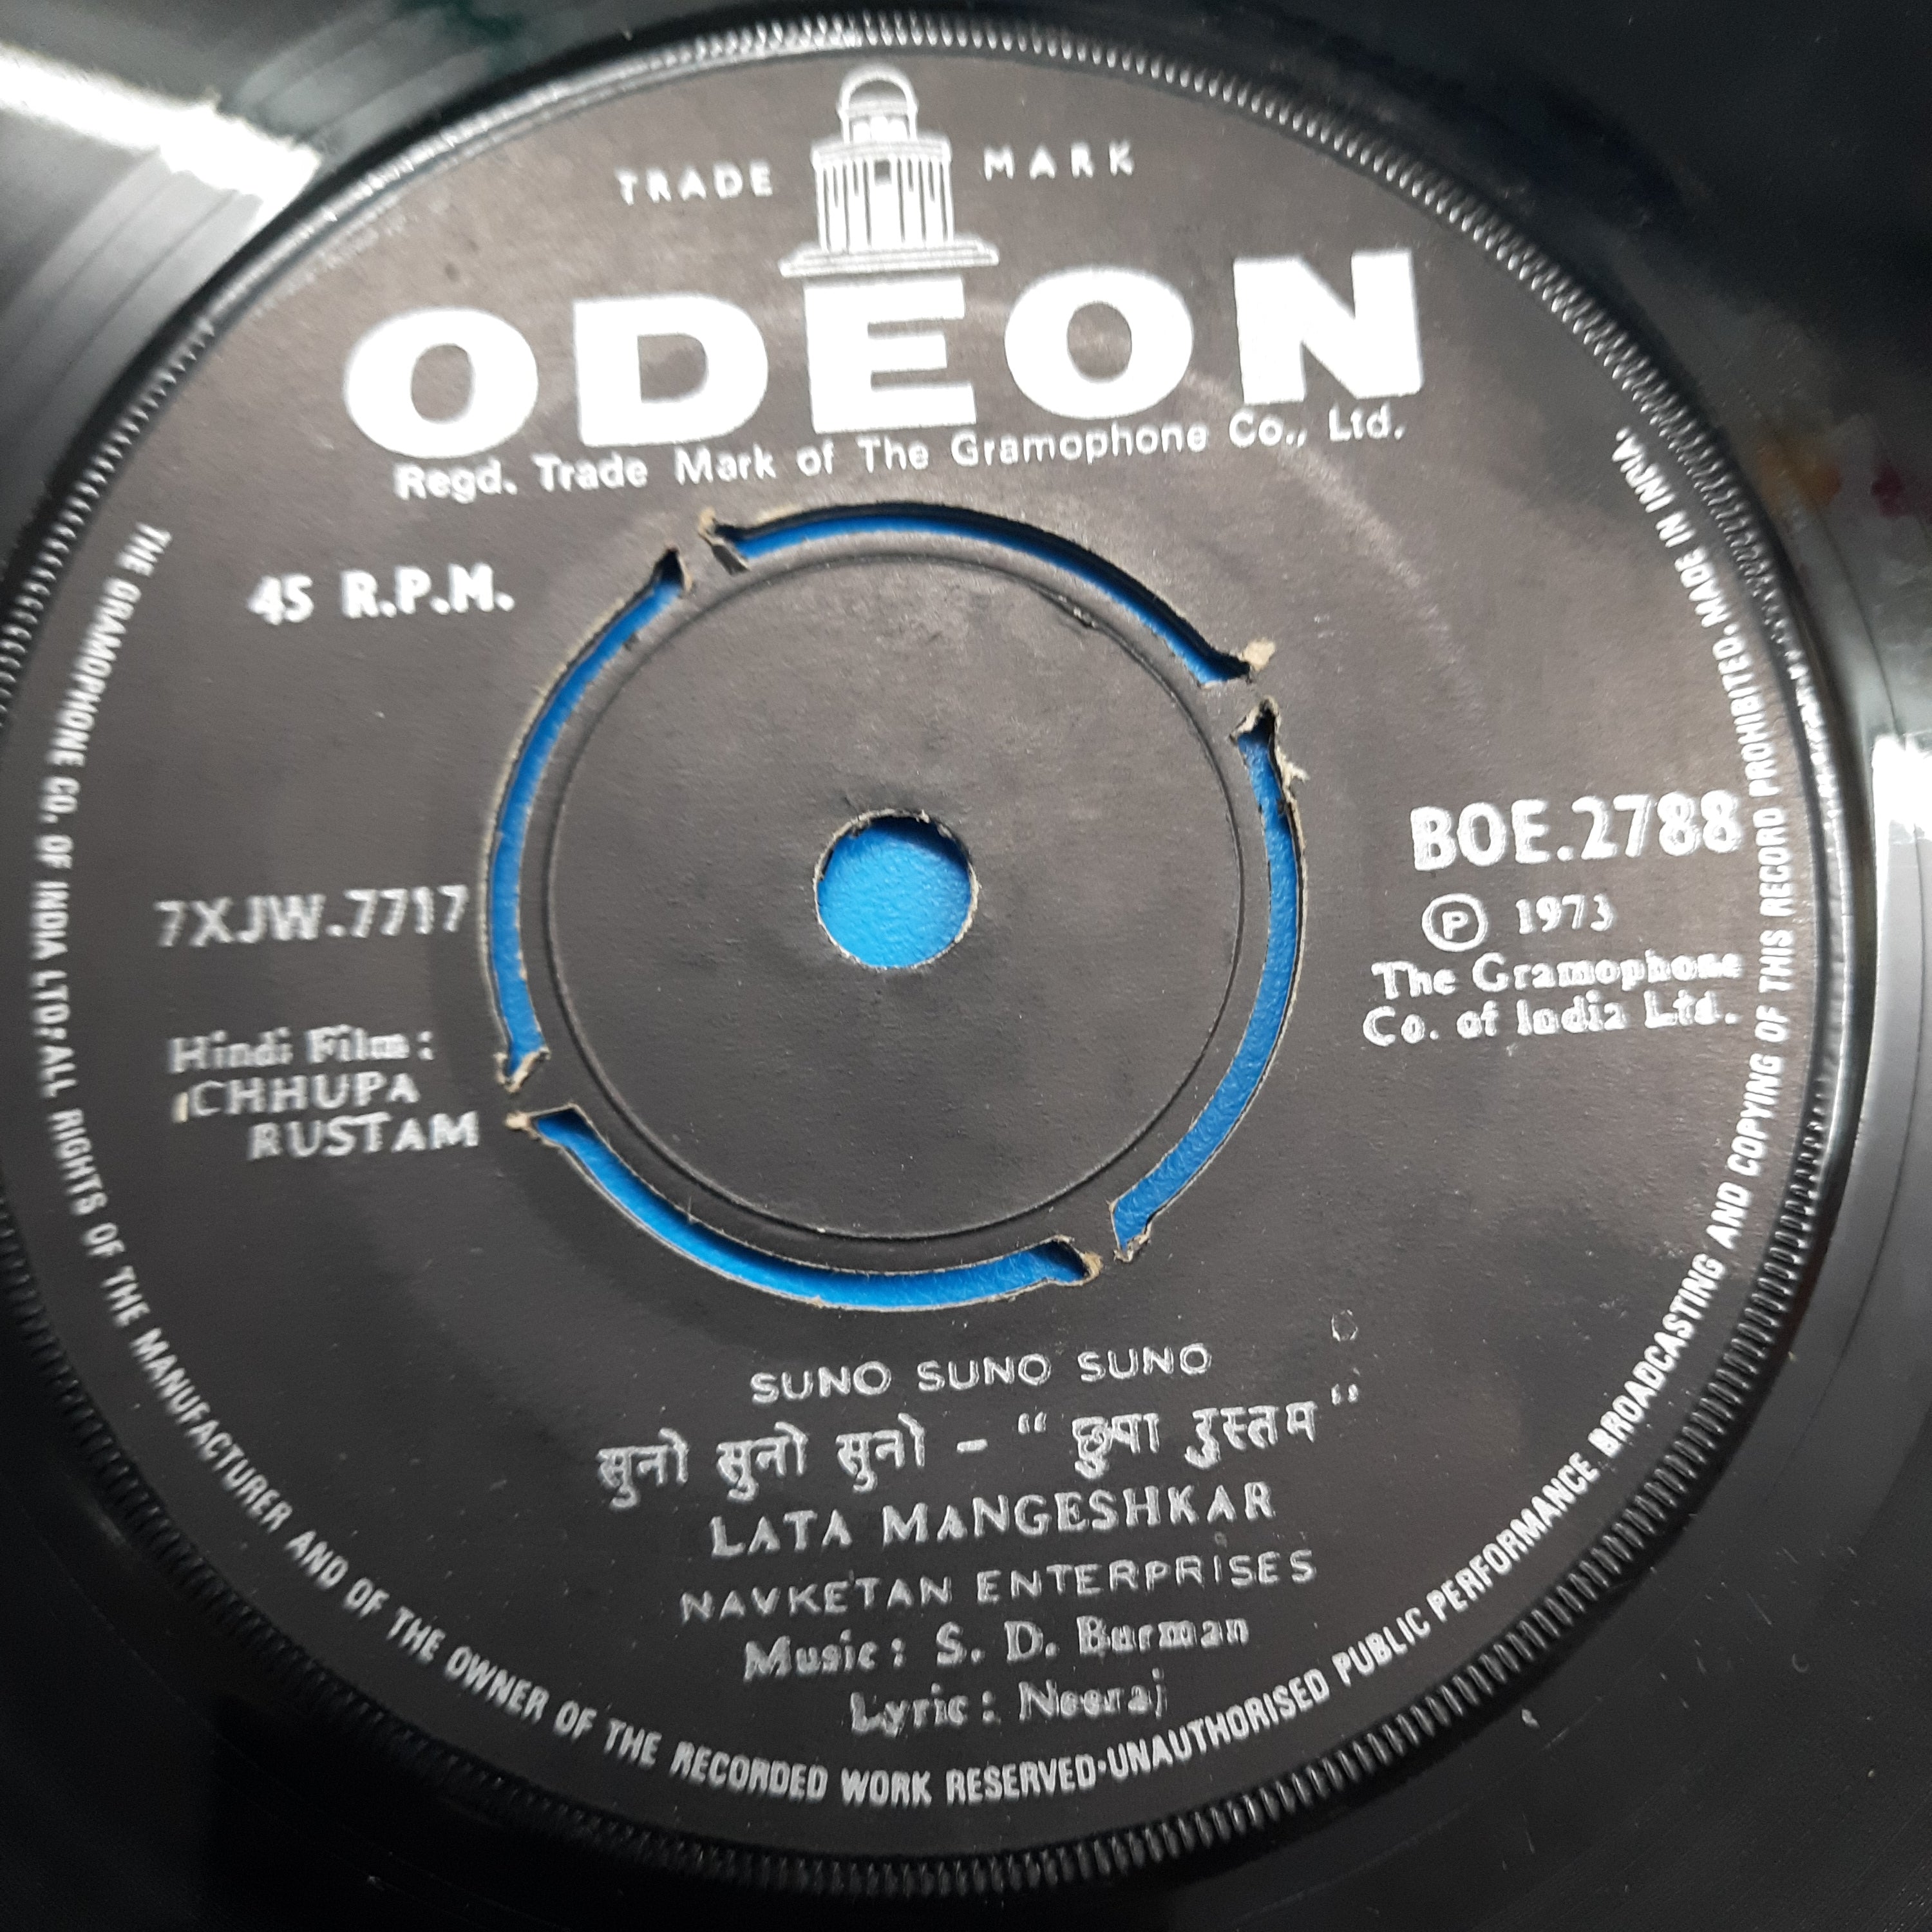 TRADE MARK
ODEON
Regd. Trade Mark of The Gramophone Co., Ltd.
45 R.P.M.
7XJW.7717
BOE.2788
Ⓟ 1973
The Gramophone
Co. of India Ltd.
Hindi Film:
CHHUPA
RUSTAM
SUNO SUNO SUNO
सुनो सुनो सुनो - “छुपा रुस्तम”
LATA MANGESHKAR
NAVKETAN ENTERPRISES
Music: S. D. Burman
Lyric: Neeraj
THE GRAMOPHONE CO. OF INDIA LTD; ALL RIGHTS OF THE MANUFACTURER AND OF THE OWNER OF THE RECORDED WORK RESERVED·UNAUTHORISED PUBLIC PERFORMANCE BROADCASTING AND COPYING OF THIS RECORD PROHIBITED. MADE IN INDIA.